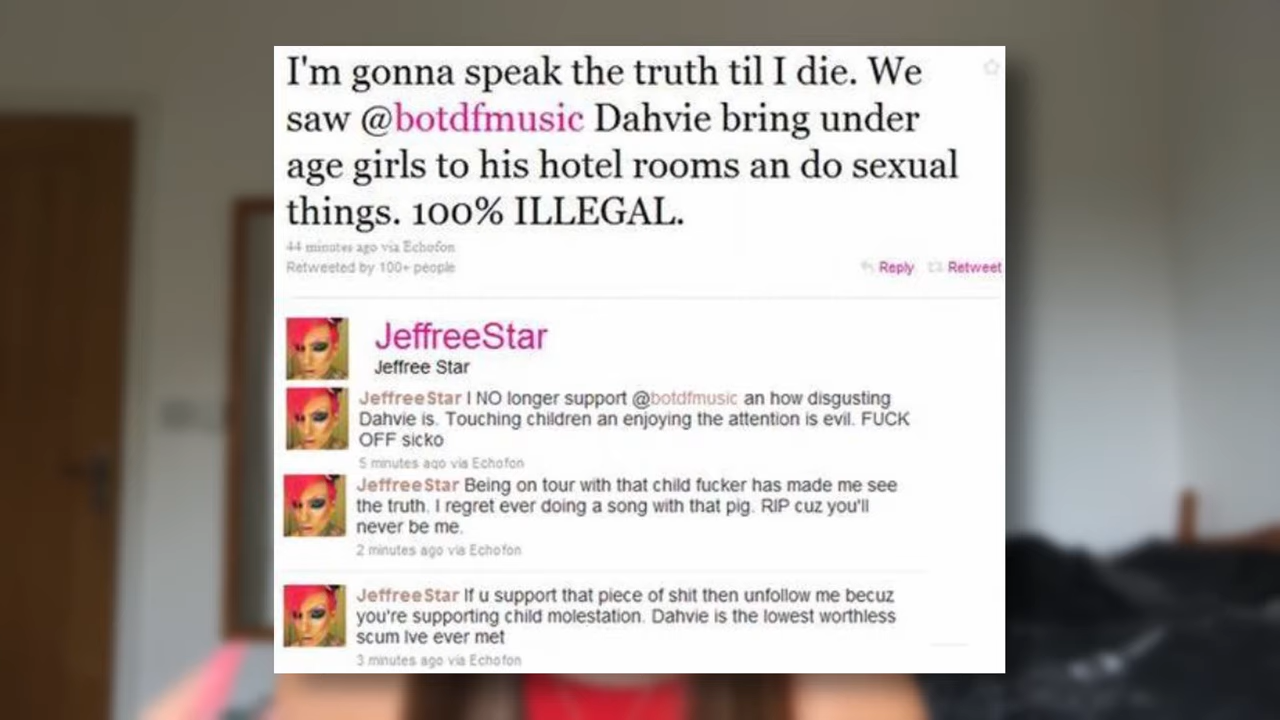 I'm gonna speak the truth til I die. We
saw @botdfmusic Dahvie bring under
age girls to his hotel rooms an do sexual
things. 100% ILLEGAL.
44 minutes ago via Echofon
Retweeted by 100+ people
Reply Retweet
JeffreeStar
Jeffree Star
JeffreeStar I NO longer support @botdfmusic an how disgusting
Dahvie is. Touching children an enjoying the attention is evil. FUCK
OFF sicko
5 minutes ago via Echofon
JeffreeStar Being on tour with that child fucker has made me see
the truth. I regret ever doing a song with that pig. RIP cuz you'll
never be me.
2 minutes ago via Echofon
JeffreeStar If u support that piece of shit then unfollow me becuz
you're supporting child molestation. Dahvie is the lowest worthless
scum Ive ever met
3 minutes ago via Echofon